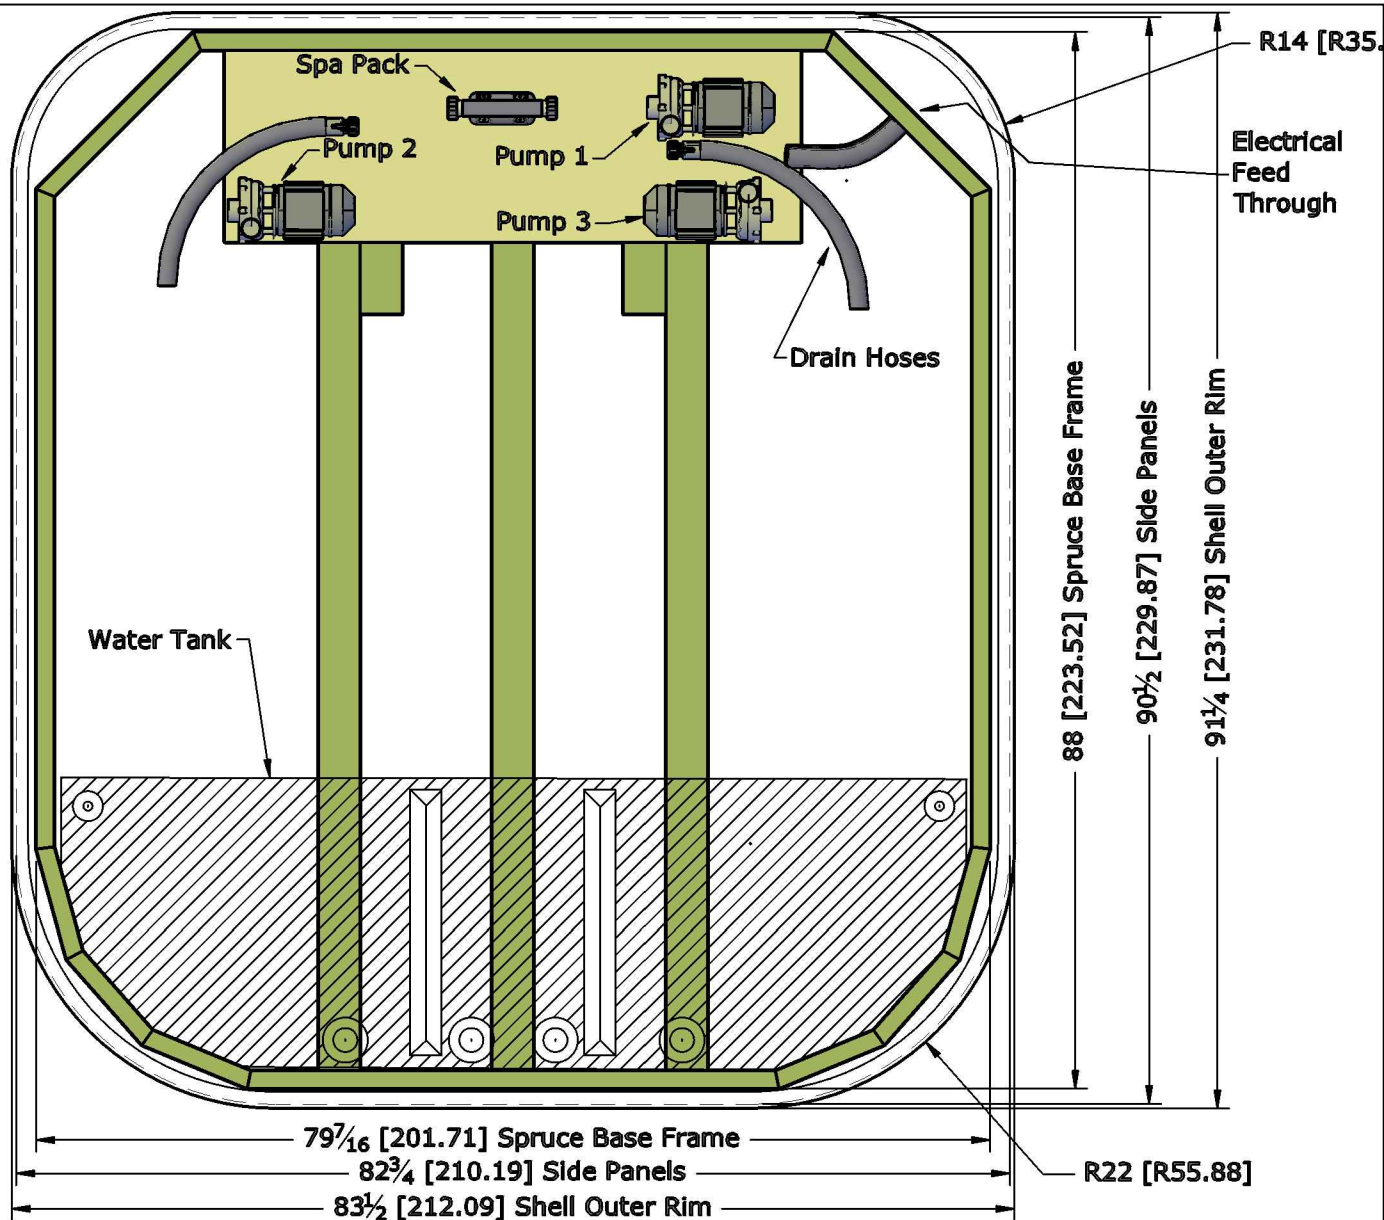 R14 [R35.
Spa Pack
Electrical
Feed
Through
Pump 2
Pump 1
Pump 3
Drain Hoses
88 [223.52] Spruce Base Frame
90½ [229.87] Side Panels
91¼ [231.78] Shell Outer Rim
Water Tank
79⁷⁄₁₆ [201.71] Spruce Base Frame
82¾ [210.19] Side Panels
R22 [R55.88]
83½ [212.09] Shell Outer Rim